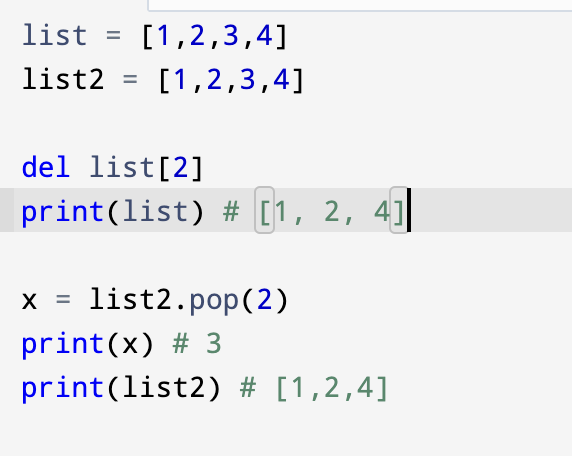 list = [1,2,3,4]
list2 = [1,2,3,4]
del list[2]
print(list) # [1, 2, 4]
x = list2.pop(2)
print(x) # 3
print(list2) # [1,2,4]